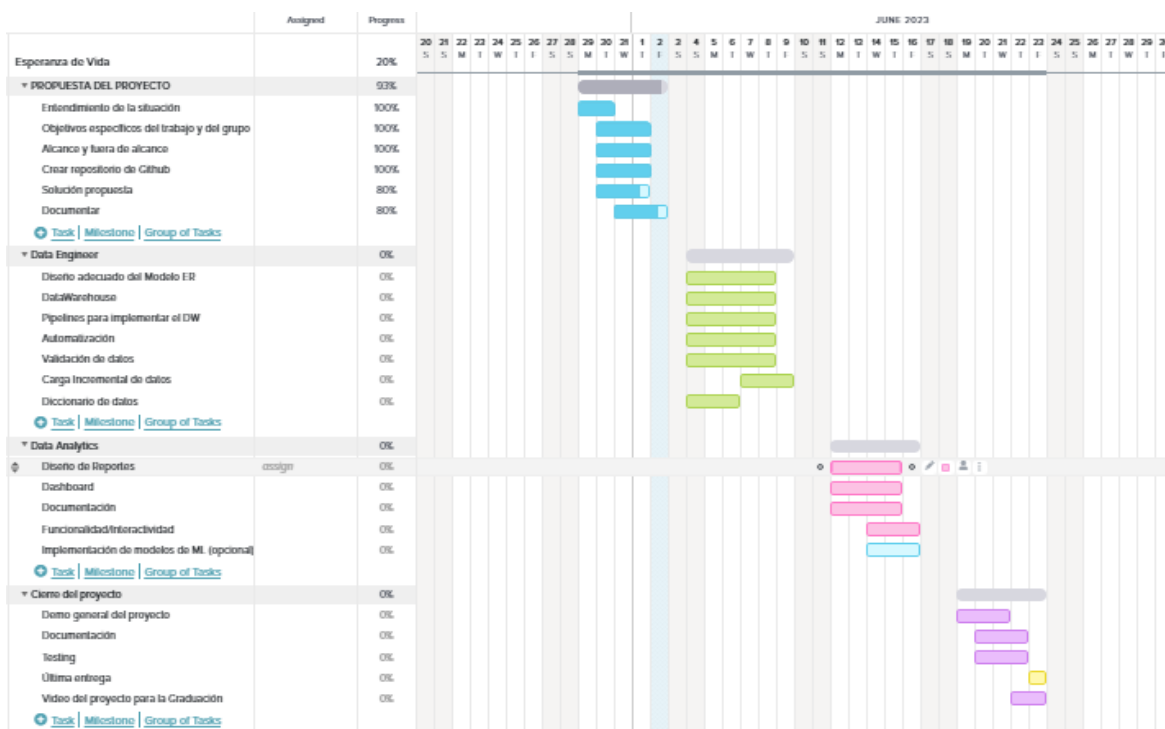 Assigned Progress JUNE 2023
20 21 22 23 24 25 26 27 28 29 30 31 1 2 3 4 5 6 7 8 9 10 11 12 13 14 15 16 17 18 19 20 21 22 23 24 25 26 27 28 29
S S M T W T F S S M T W T F S S M T W T F S S M T W T F S S M T W T F S S M T W T
Esperanza de Vida 20%
PROPUESTA DEL PROYECTO 93%
Entendimiento de la situación 100%
Objetivos específicos del trabajo y del grupo 100%
Alcance y fuera de alcance 100%
Crear repositorio de Github 100%
Solución propuesta 80%
Documentar 80%
Task | Milestone | Group of Tasks
Data Engineer 0%
Diseño adecuado del Modelo ER 0%
DataWarehouse 0%
Pipelines para implementar el DW 0%
Automatización 0%
Validación de datos 0%
Carga Incremental de datos 0%
Diccionario de datos 0%
Task | Milestone | Group of Tasks
Data Analytics 0%
Diseño de Reportes assign 0%
Dashboard 0%
Documentación 0%
Funcionalidad/Interactividad 0%
Implementación de modelos de ML (opcional) 0%
Task | Milestone | Group of Tasks
Cierre del proyecto 0%
Demo general del proyecto 0%
Documentación 0%
Testing 0%
Última entrega 0%
Video del proyecto para la Graduación 0%
Task | Milestone | Group of Tasks